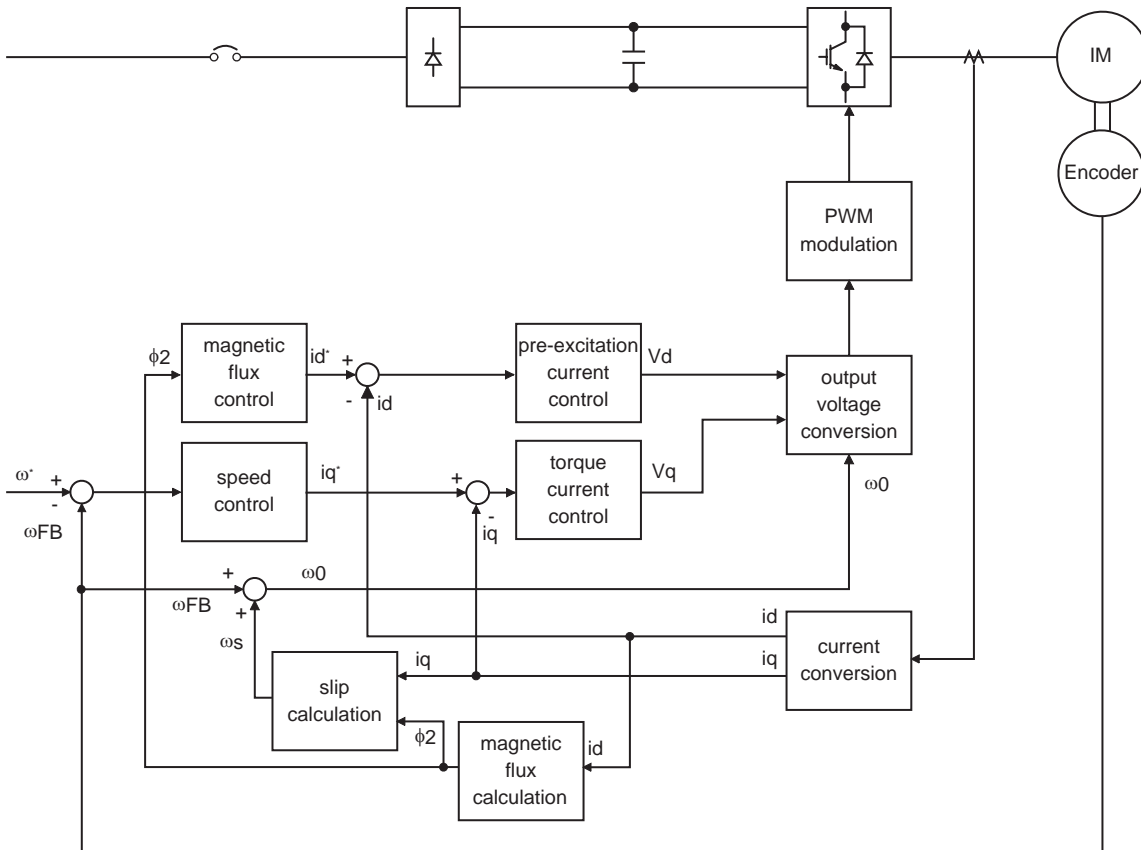 IM
Encoder
PWM
modulation
ϕ2
magnetic
flux
control
id*
+
-
id
pre-excitation
current
control
Vd
output
voltage
conversion
ω*
+
-
ωFB
speed
control
iq*
+
-
iq
torque
current
control
Vq
ω0
+
ωFB
+
ω0
ωs
slip
calculation
iq
ϕ2
id
iq
current
conversion
magnetic
flux
calculation
id